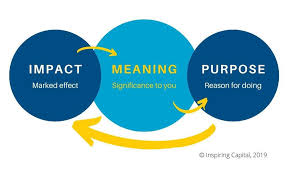 IMPACT
Marked effect
MEANING
Significance to you
PURPOSE
Reason for doing
© Inspiring Capital, 2019